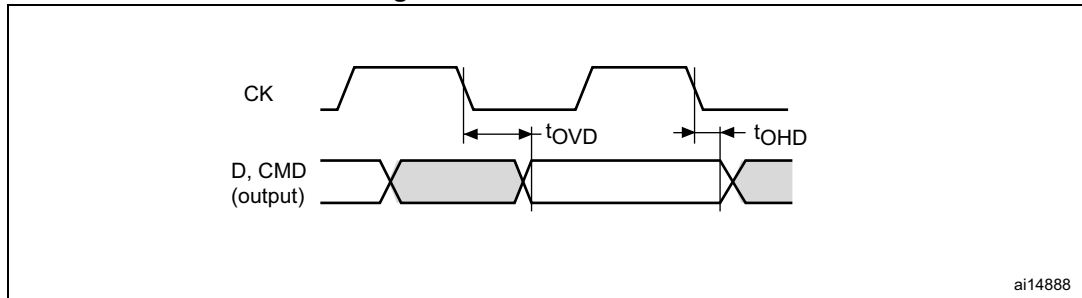 CK
tOVD
tOHD
D, CMD
(output)
ai14888